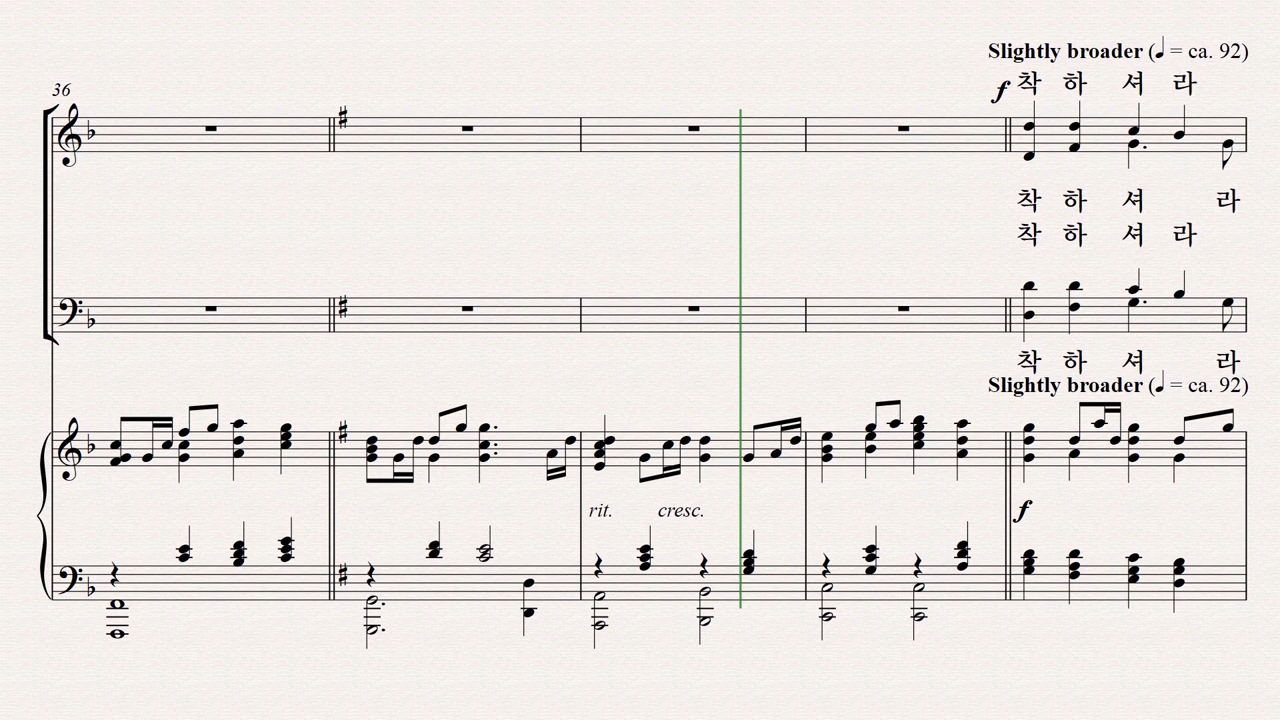 Slightly broader (♩ = ca. 92)
36
f 착 하 셔 라
착 하 셔 라
착 하 셔 라
착 하 셔 라
Slightly broader (♩ = ca. 92)
rit. cresc. f